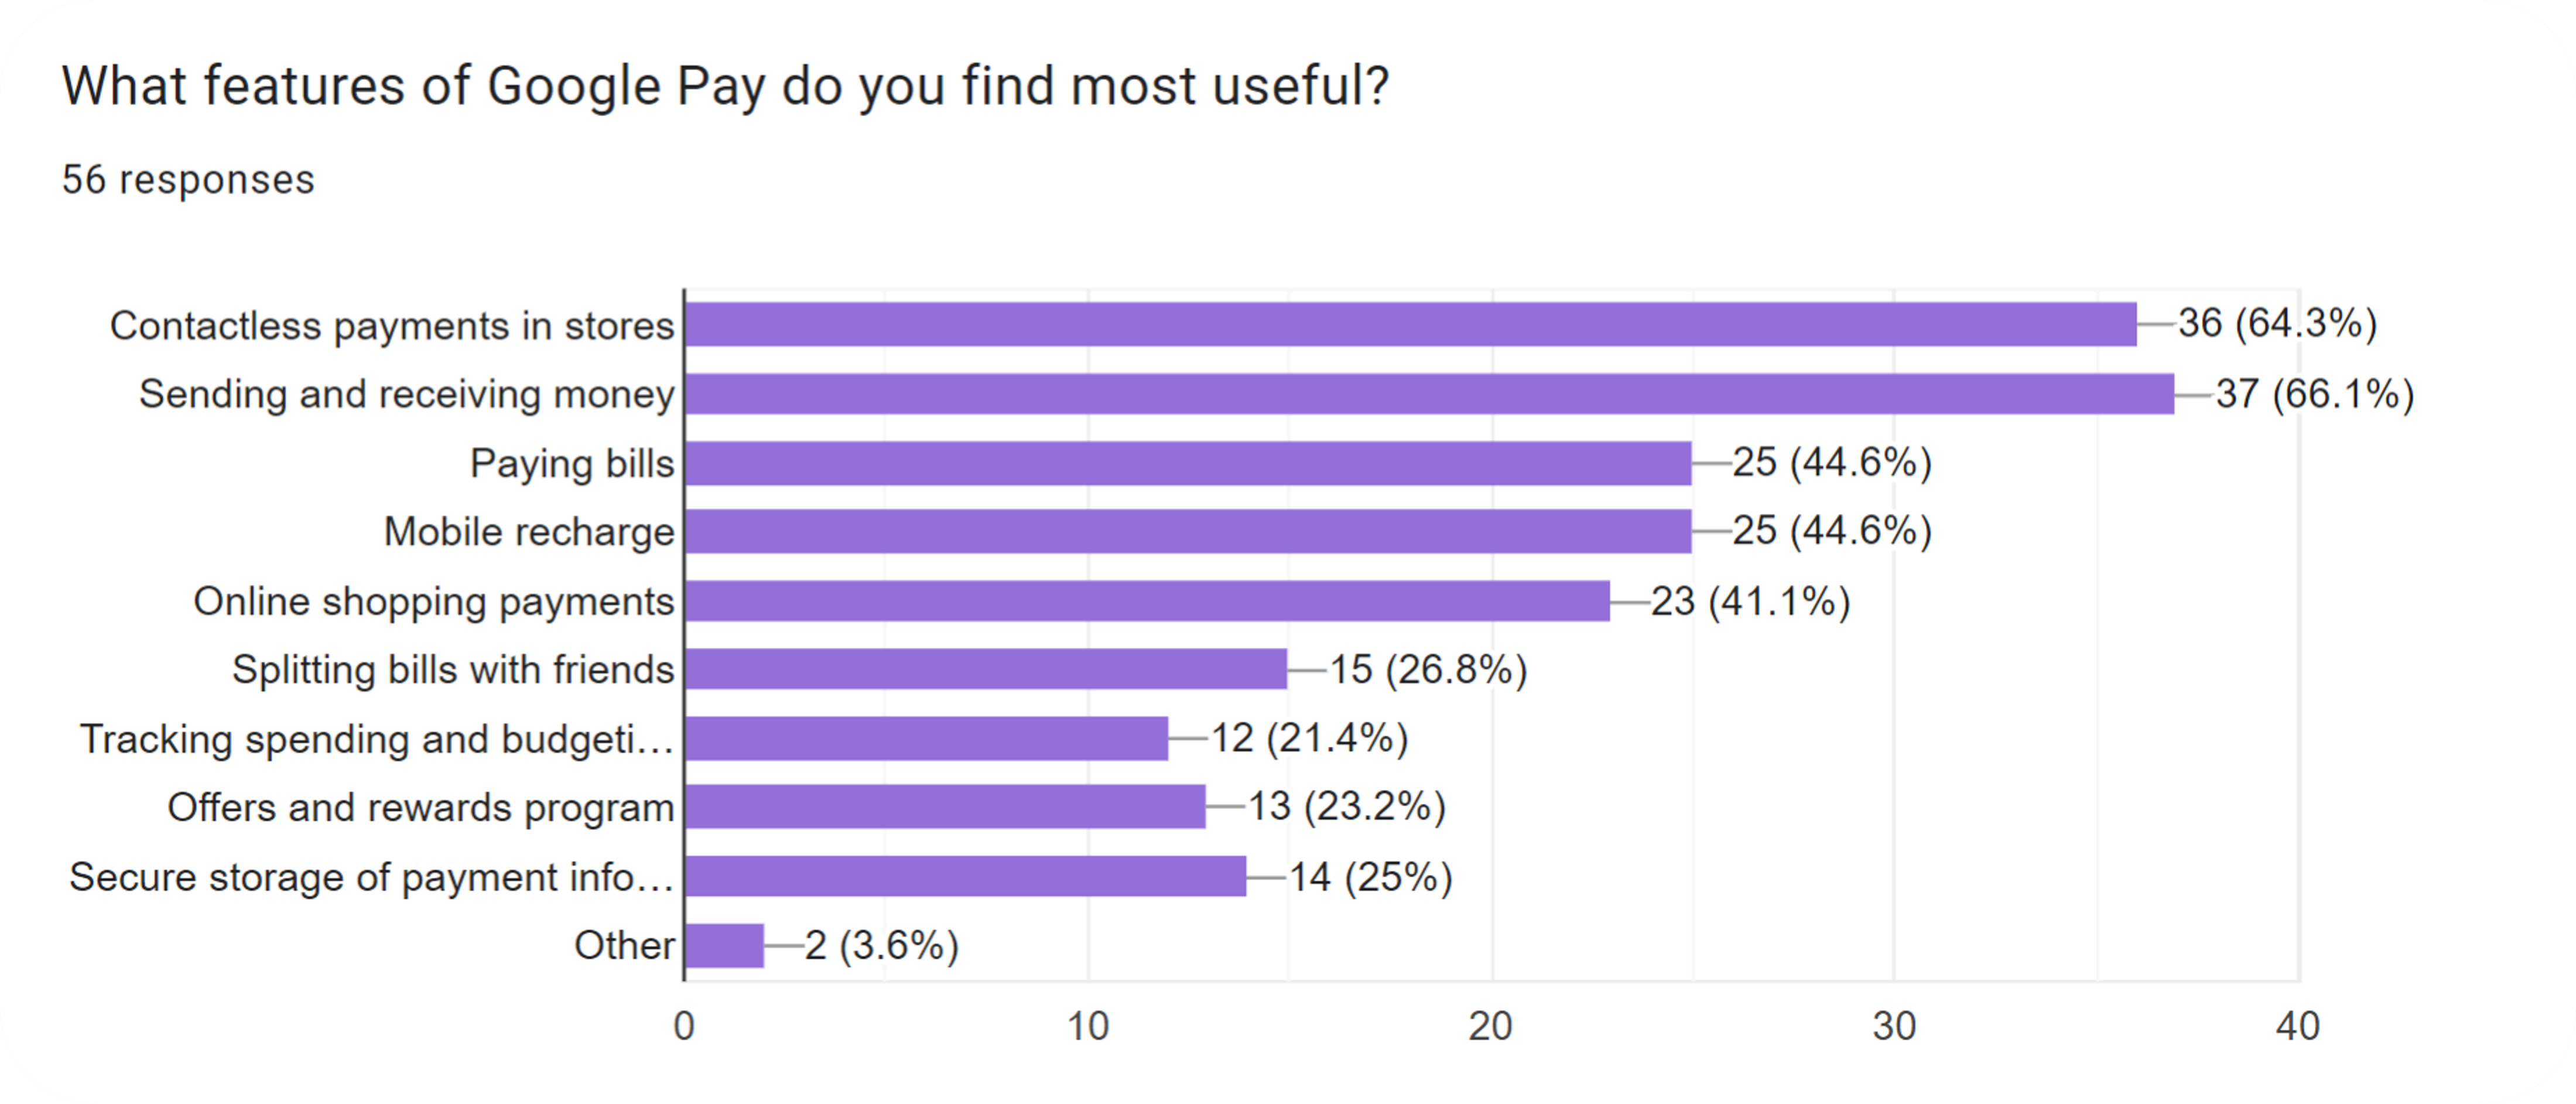 What features of Google Pay do you find most useful?
56 responses
Contactless payments in stores 36 (64.3%)
Sending and receiving money 37 (66.1%)
Paying bills 25 (44.6%)
Mobile recharge 25 (44.6%)
Online shopping payments 23 (41.1%)
Splitting bills with friends 15 (26.8%)
Tracking spending and budgeti... 12 (21.4%)
Offers and rewards program 13 (23.2%)
Secure storage of payment info... 14 (25%)
Other 2 (3.6%)
0 10 20 30 40